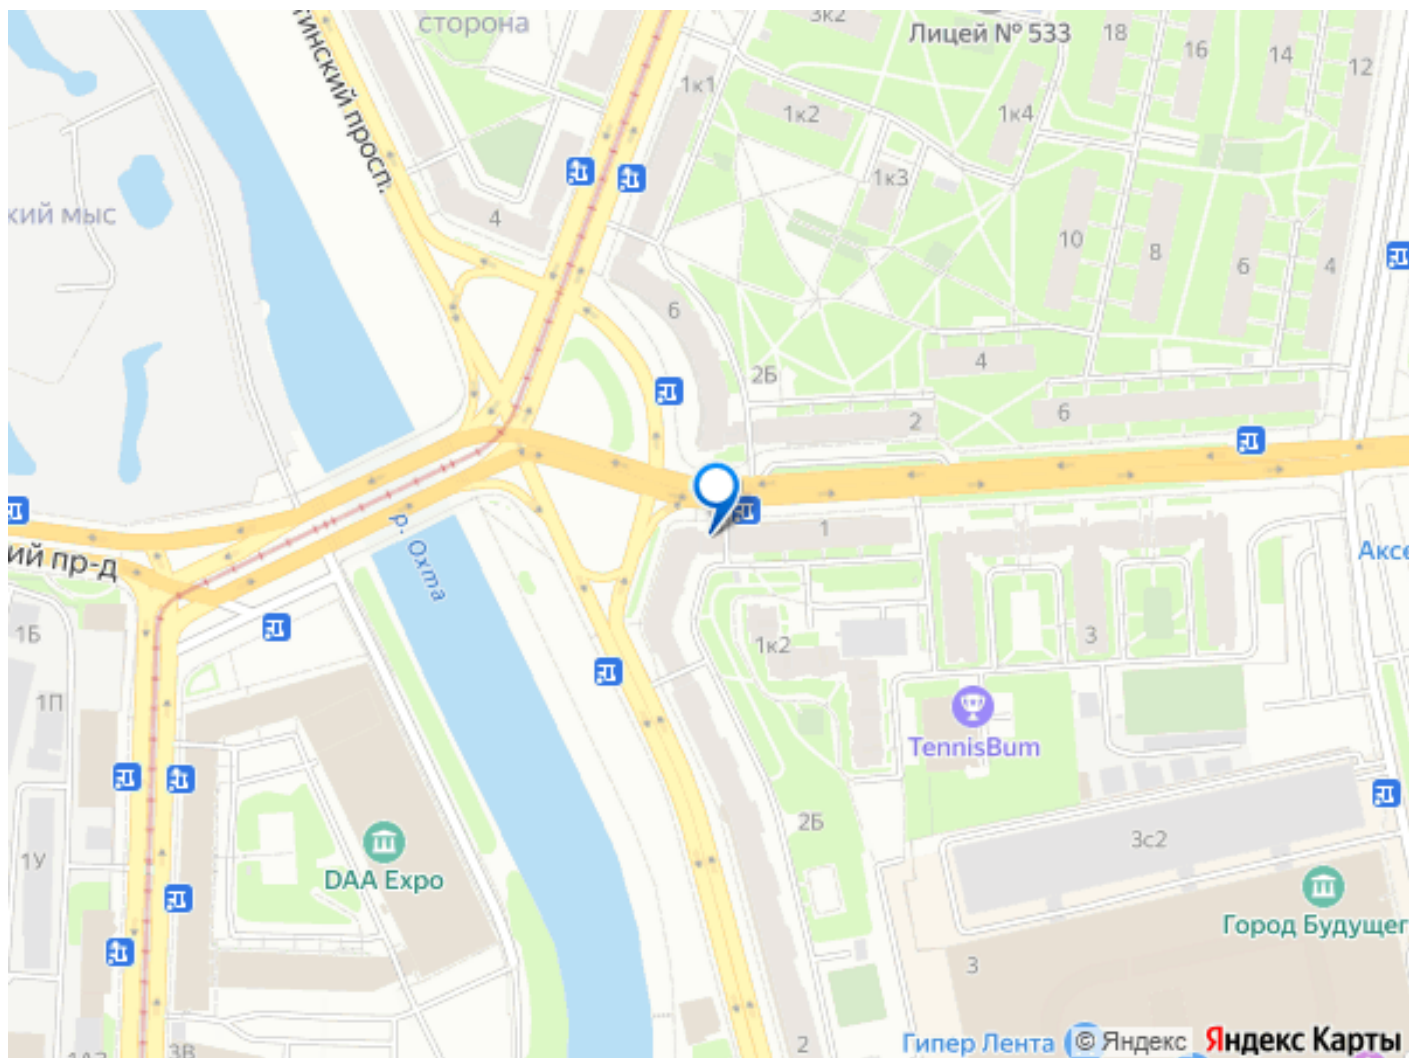 тинский просп.
сторона
3к2
Лицей № 533
18
16
14
12
1к1
1к2
1к4
1к3
кий мыс
4
10
8
6
4
6
2Б
4
6
2
р. Охта
ий пр-д
1
Аксе
1Б
1к2
3
1П
TennisBum
2Б
3с2
1У
DAA Expo
Город Будущег
3
3В
2
Гипер Лента
© Яндекс
Яндекс Карты